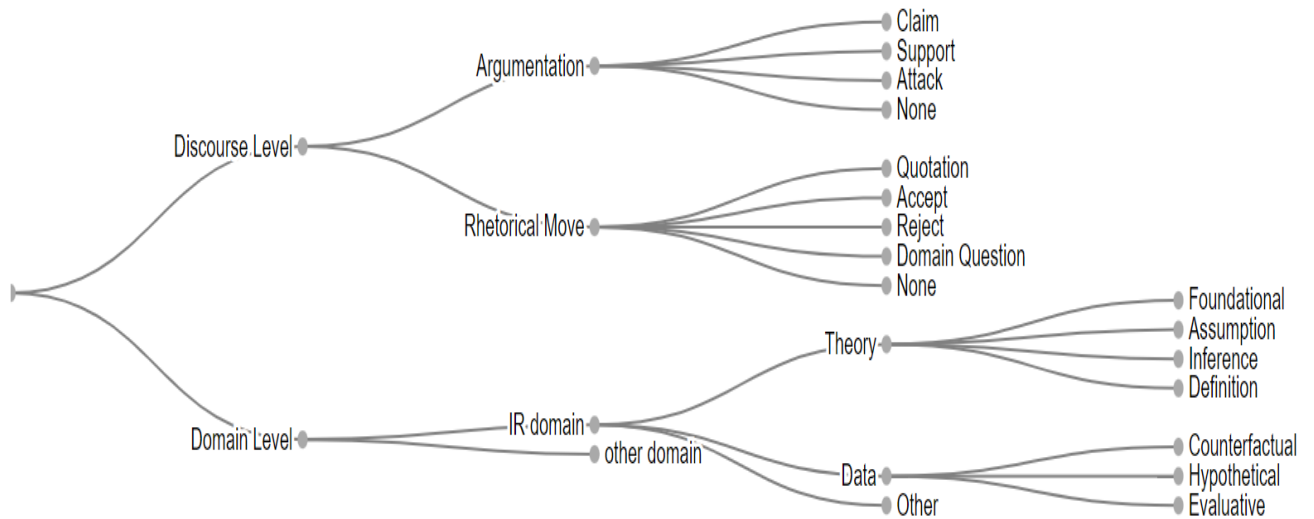 Discourse Level
Argumentation
Claim
Support
Attack
None
Rhetorical Move
Quotation
Accept
Reject
Domain Question
None
Domain Level
IR domain
Theory
Foundational
Assumption
Inference
Definition
Data
Counterfactual
Hypothetical
Evaluative
Other
other domain